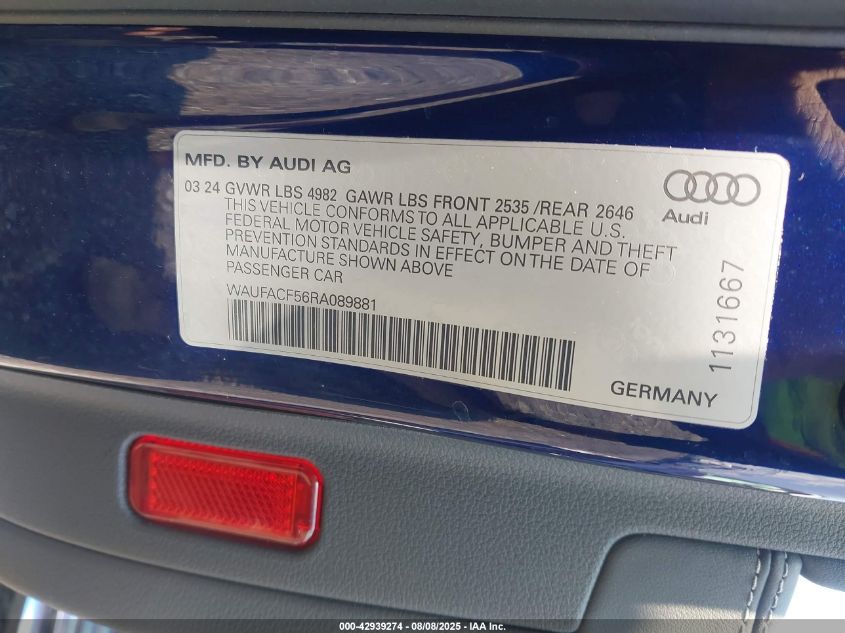 MFD. BY AUDI AG
03 24 GVWR LBS 4982 GAWR LBS FRONT 2535 /REAR 2646
THIS VEHICLE CONFORMS TO ALL APPLICABLE U.S.
FEDERAL MOTOR VEHICLE SAFETY, BUMPER AND THEFT
PREVENTION STANDARDS IN EFFECT ON THE DATE OF
MANUFACTURE SHOWN ABOVE
PASSENGER CAR
WAUFACF56RA089881
Audi
1131667
GERMANY
000-42939274 - 08/08/2025 - IAA Inc.